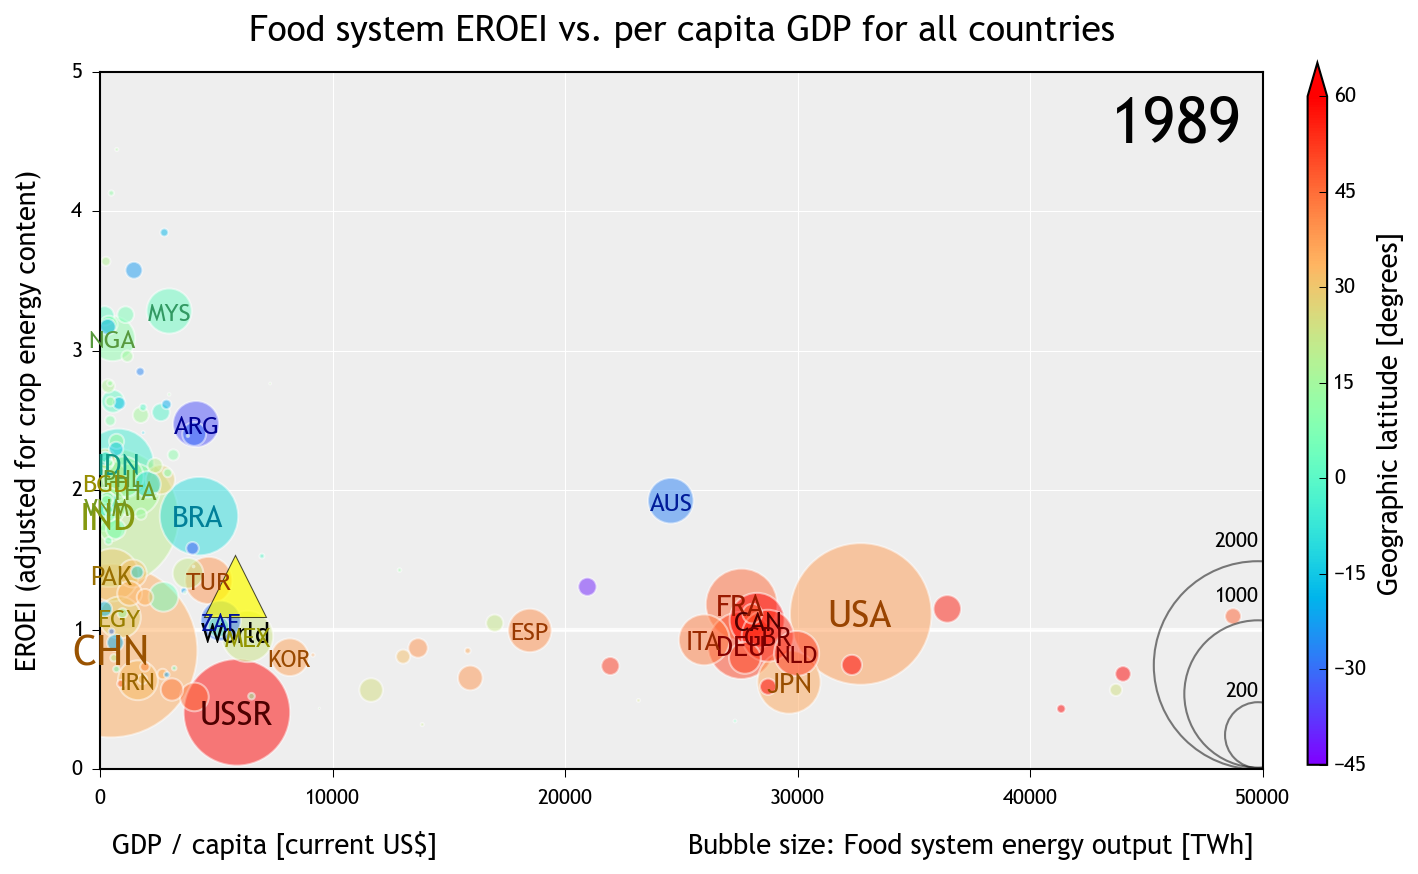 Food system EROEI vs. per capita GDP for all countries
1989
EROEI (adjusted for crop energy content)
5
4
3
2
1
0
0
10000
20000
30000
40000
50000
GDP / capita [current US$]
Bubble size: Food system energy output [TWh]
MYS
NGA
ARG
IDN
PHL
BGD
THA
VNM
IND
BRA
AUS
PAK
TUR
EGY
ZAF
World
MEX
CHN
KOR
IRN
USSR
ESP
FRA
CAN
GBR
ITA
DEU
NLD
JPN
USA
2000
1000
200
60
45
30
15
0
−15
−30
−45
Geographic latitude [degrees]